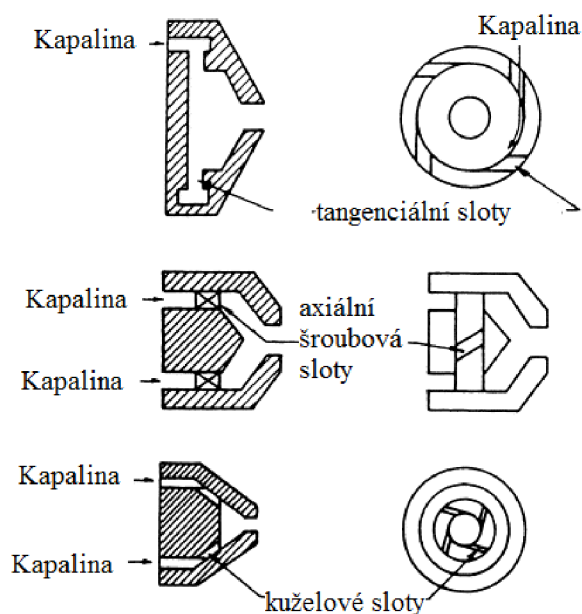 Kapalina
Kapalina
tangenciální sloty
Kapalina
axiální
šroubová
sloty
Kapalina
Kapalina
Kapalina
kuželové sloty